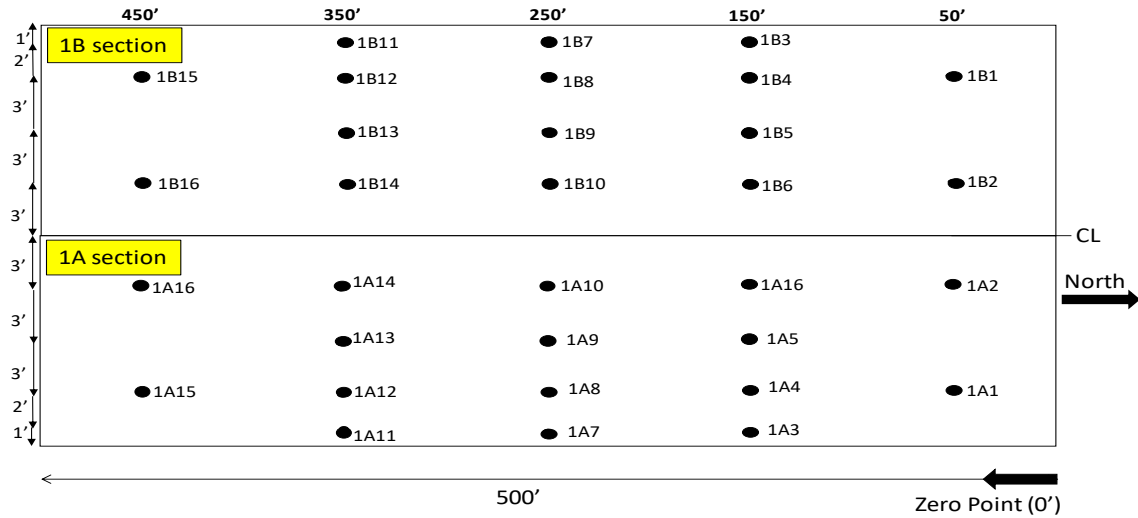 450’ 350’ 250’ 150’ 50’
1’ 1B section 1B11 1B7 1B3
2’ 1B15 1B12 1B8 1B4 1B1
3’ 1B13 1B9 1B5
3’ 1B16 1B14 1B10 1B6 1B2
3’
CL
1A section
3’ 1A16 1A14 1A10 1A16 1A2 North
3’ 1A13 1A9 1A5
3’ 1A15 1A12 1A8 1A4 1A1
2’
1’ 1A11 1A7 1A3
500’
Zero Point (0’)